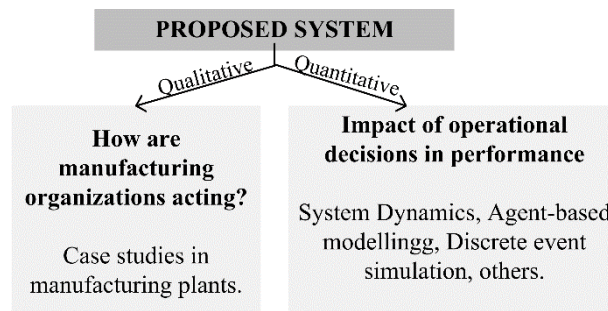 PROPOSED SYSTEM
Qualitative
Quantitative
How are
manufacturing
organizations acting?
Case studies in
manufacturing plants.
Impact of operational
decisions in performance
System Dynamics, Agent-based
modellingg, Discrete event
simulation, others.